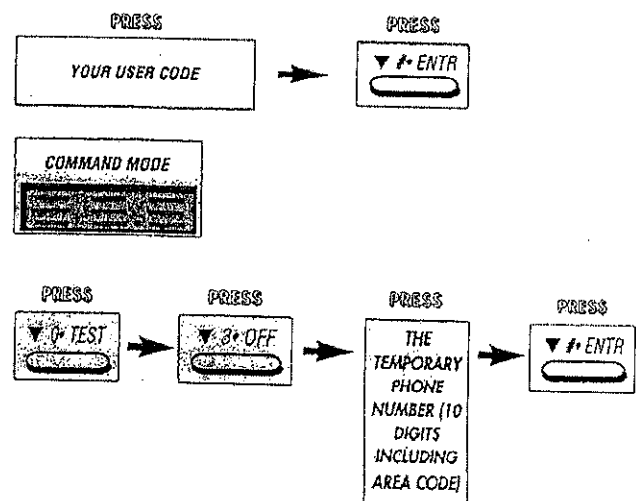 PRESS
PRESS
YOUR USER CODE
▼ #• ENTR
COMMAND MODE
PRESS
PRESS
PRESS
PRESS
▼ 0• TEST
▼ 3• OFF
THE
TEMPORARY
PHONE
NUMBER (10
DIGITS
INCLUDING
AREA CODE)
▼ #• ENTR